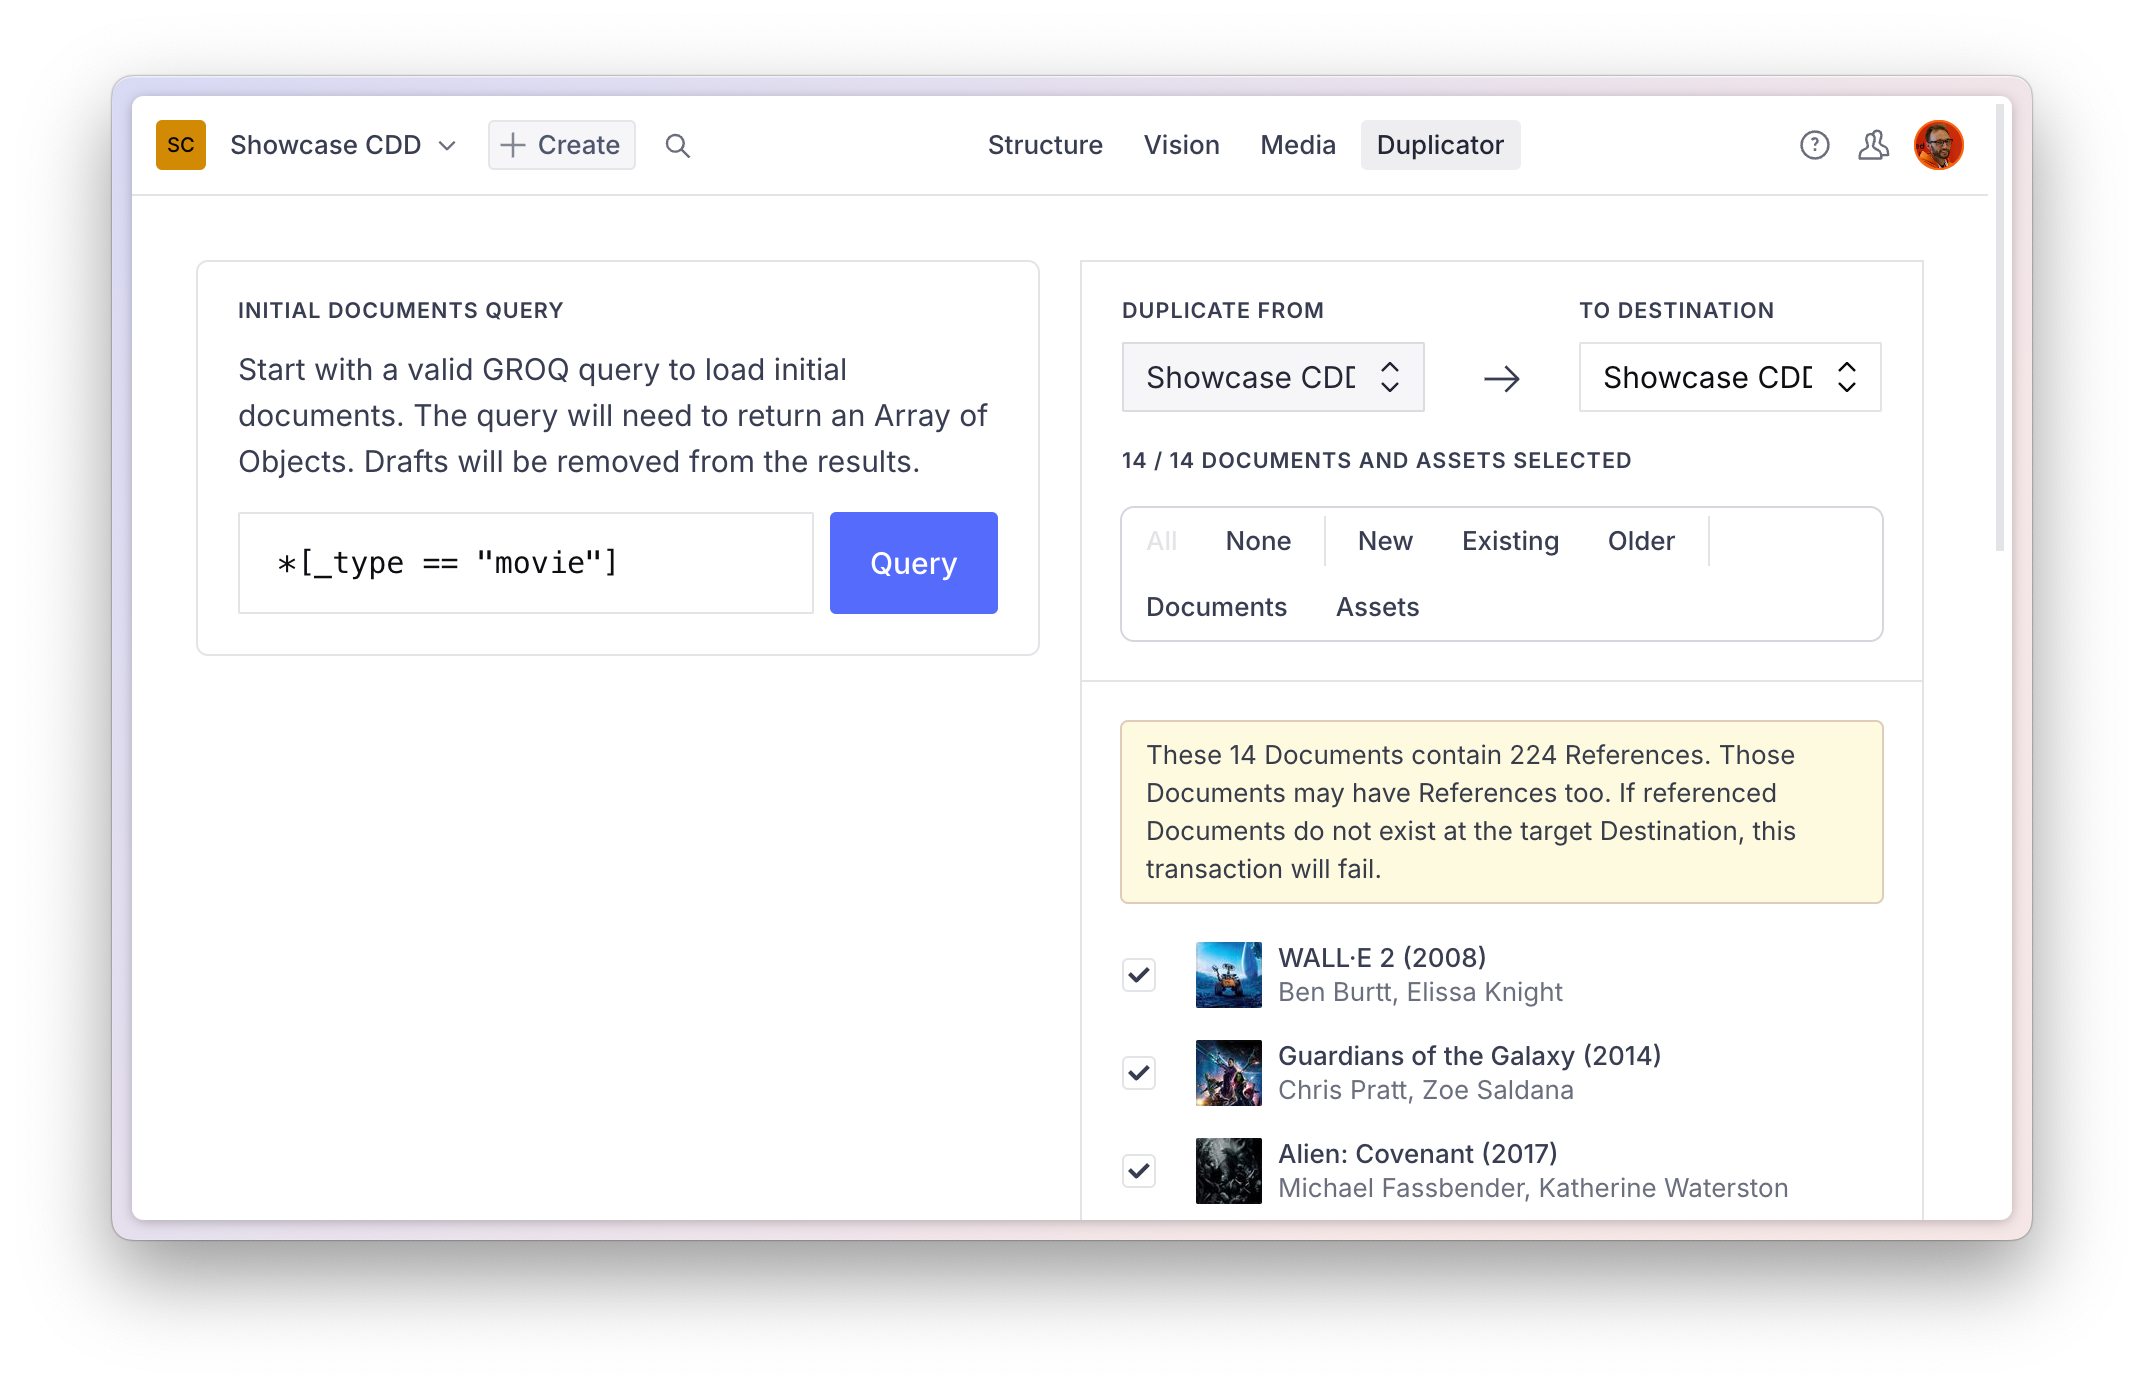 SC
Showcase CDD
Create
Structure
Vision
Media
Duplicator
INITIAL DOCUMENTS QUERY
Start with a valid GROQ query to load initial
documents. The query will need to return an Array of
Objects. Drafts will be removed from the results.
*[_type == "movie"]
Query
DUPLICATE FROM
TO DESTINATION
Showcase CDD
Showcase CDD
14 / 14 DOCUMENTS AND ASSETS SELECTED
All
None
New
Existing
Older
Documents
Assets
These 14 Documents contain 224 References. Those
Documents may have References too. If referenced
Documents do not exist at the target Destination, this
transaction will fail.
WALL·E 2 (2008)
Ben Burtt, Elissa Knight
Guardians of the Galaxy (2014)
Chris Pratt, Zoe Saldana
Alien: Covenant (2017)
Michael Fassbender, Katherine Waterston